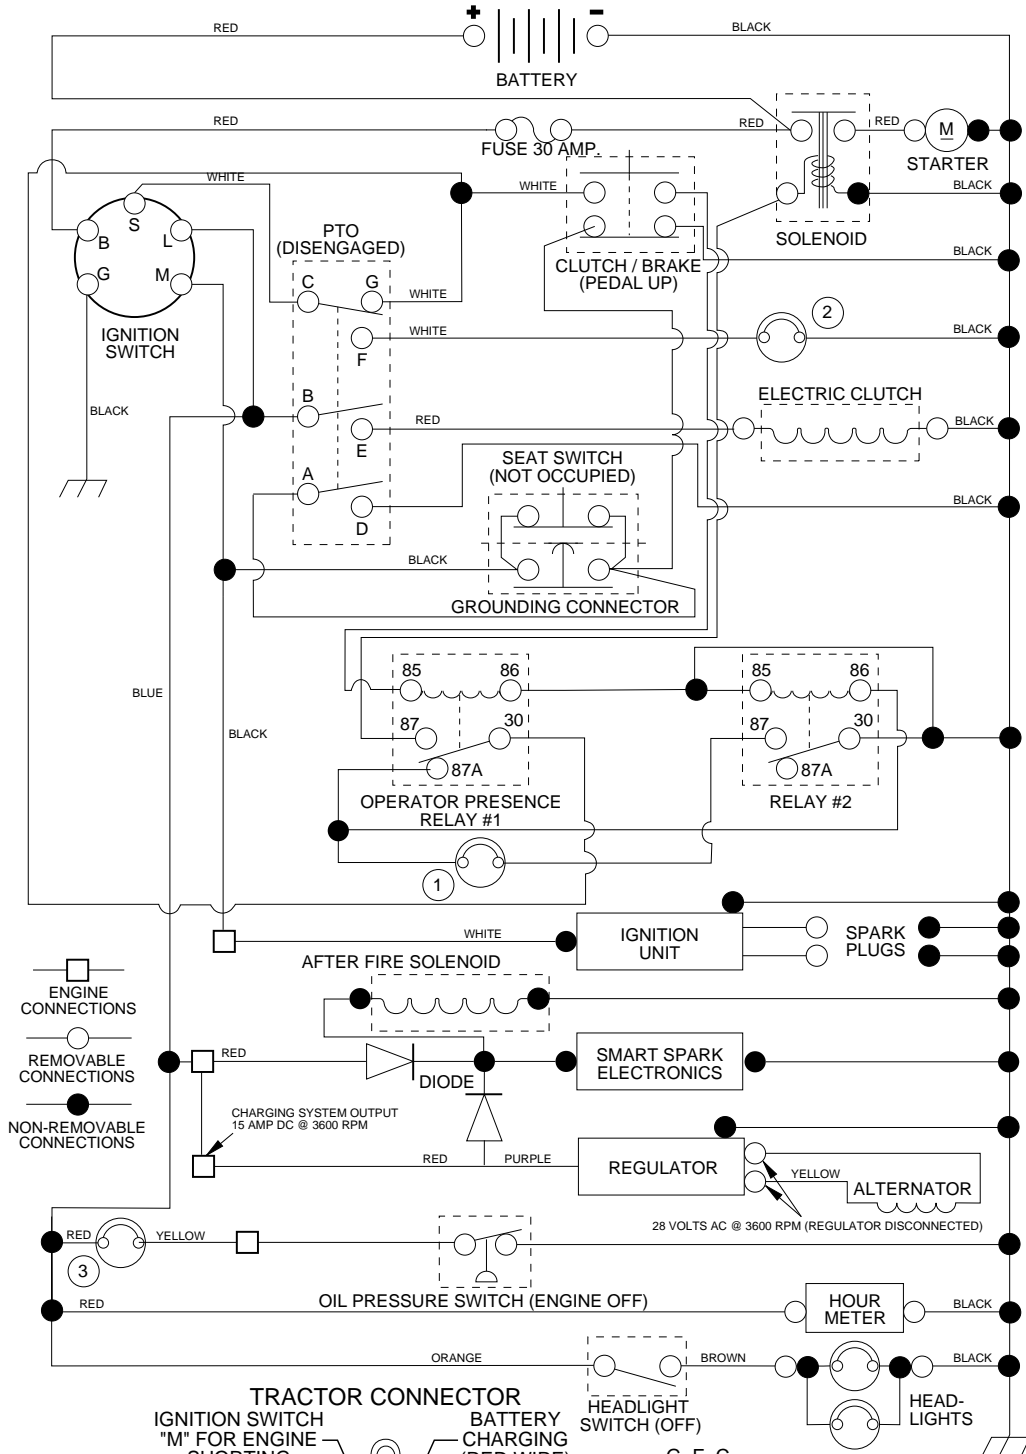 + -
RED BLACK
BATTERY
RED RED RED
FUSE 30 AMP.
M
STARTER
WHITE WHITE BLACK
S
B L
G M
IGNITION
SWITCH
PTO
(DISENGAGED)
SOLENOID
CLUTCH / BRAKE
(PEDAL UP)
BLACK
C G
WHITE
2
WHITE BLACK
F
ELECTRIC CLUTCH
B
BLACK RED BLACK
E
SEAT SWITCH
(NOT OCCUPIED)
A
BLACK
D
BLACK
GROUNDING CONNECTOR
85 86 85 86
BLUE
87 30 87 30
BLACK
87A 87A
OPERATOR PRESENCE
RELAY #1
RELAY #2
1
WHITE
IGNITION
UNIT
SPARK
PLUGS
AFTER FIRE SOLENOID
ENGINE
CONNECTIONS
REMOVABLE
CONNECTIONS
NON-REMOVABLE
CONNECTIONS
RED
DIODE
SMART SPARK
ELECTRONICS
CHARGING SYSTEM OUTPUT
15 AMP DC @ 3600 RPM
RED PURPLE
REGULATOR
YELLOW
ALTERNATOR
28 VOLTS AC @ 3600 RPM (REGULATOR DISCONNECTED)
RED YELLOW
3
OIL PRESSURE SWITCH (ENGINE OFF)
RED
HOUR
METER
BLACK
ORANGE BROWN BLACK
HEADLIGHT
SWITCH (OFF)
HEAD-
LIGHTS
TRACTOR CONNECTOR
IGNITION SWITCH
"M" FOR ENGINE
SHORTING
BATTERY
CHARGING
(RED WIRE)